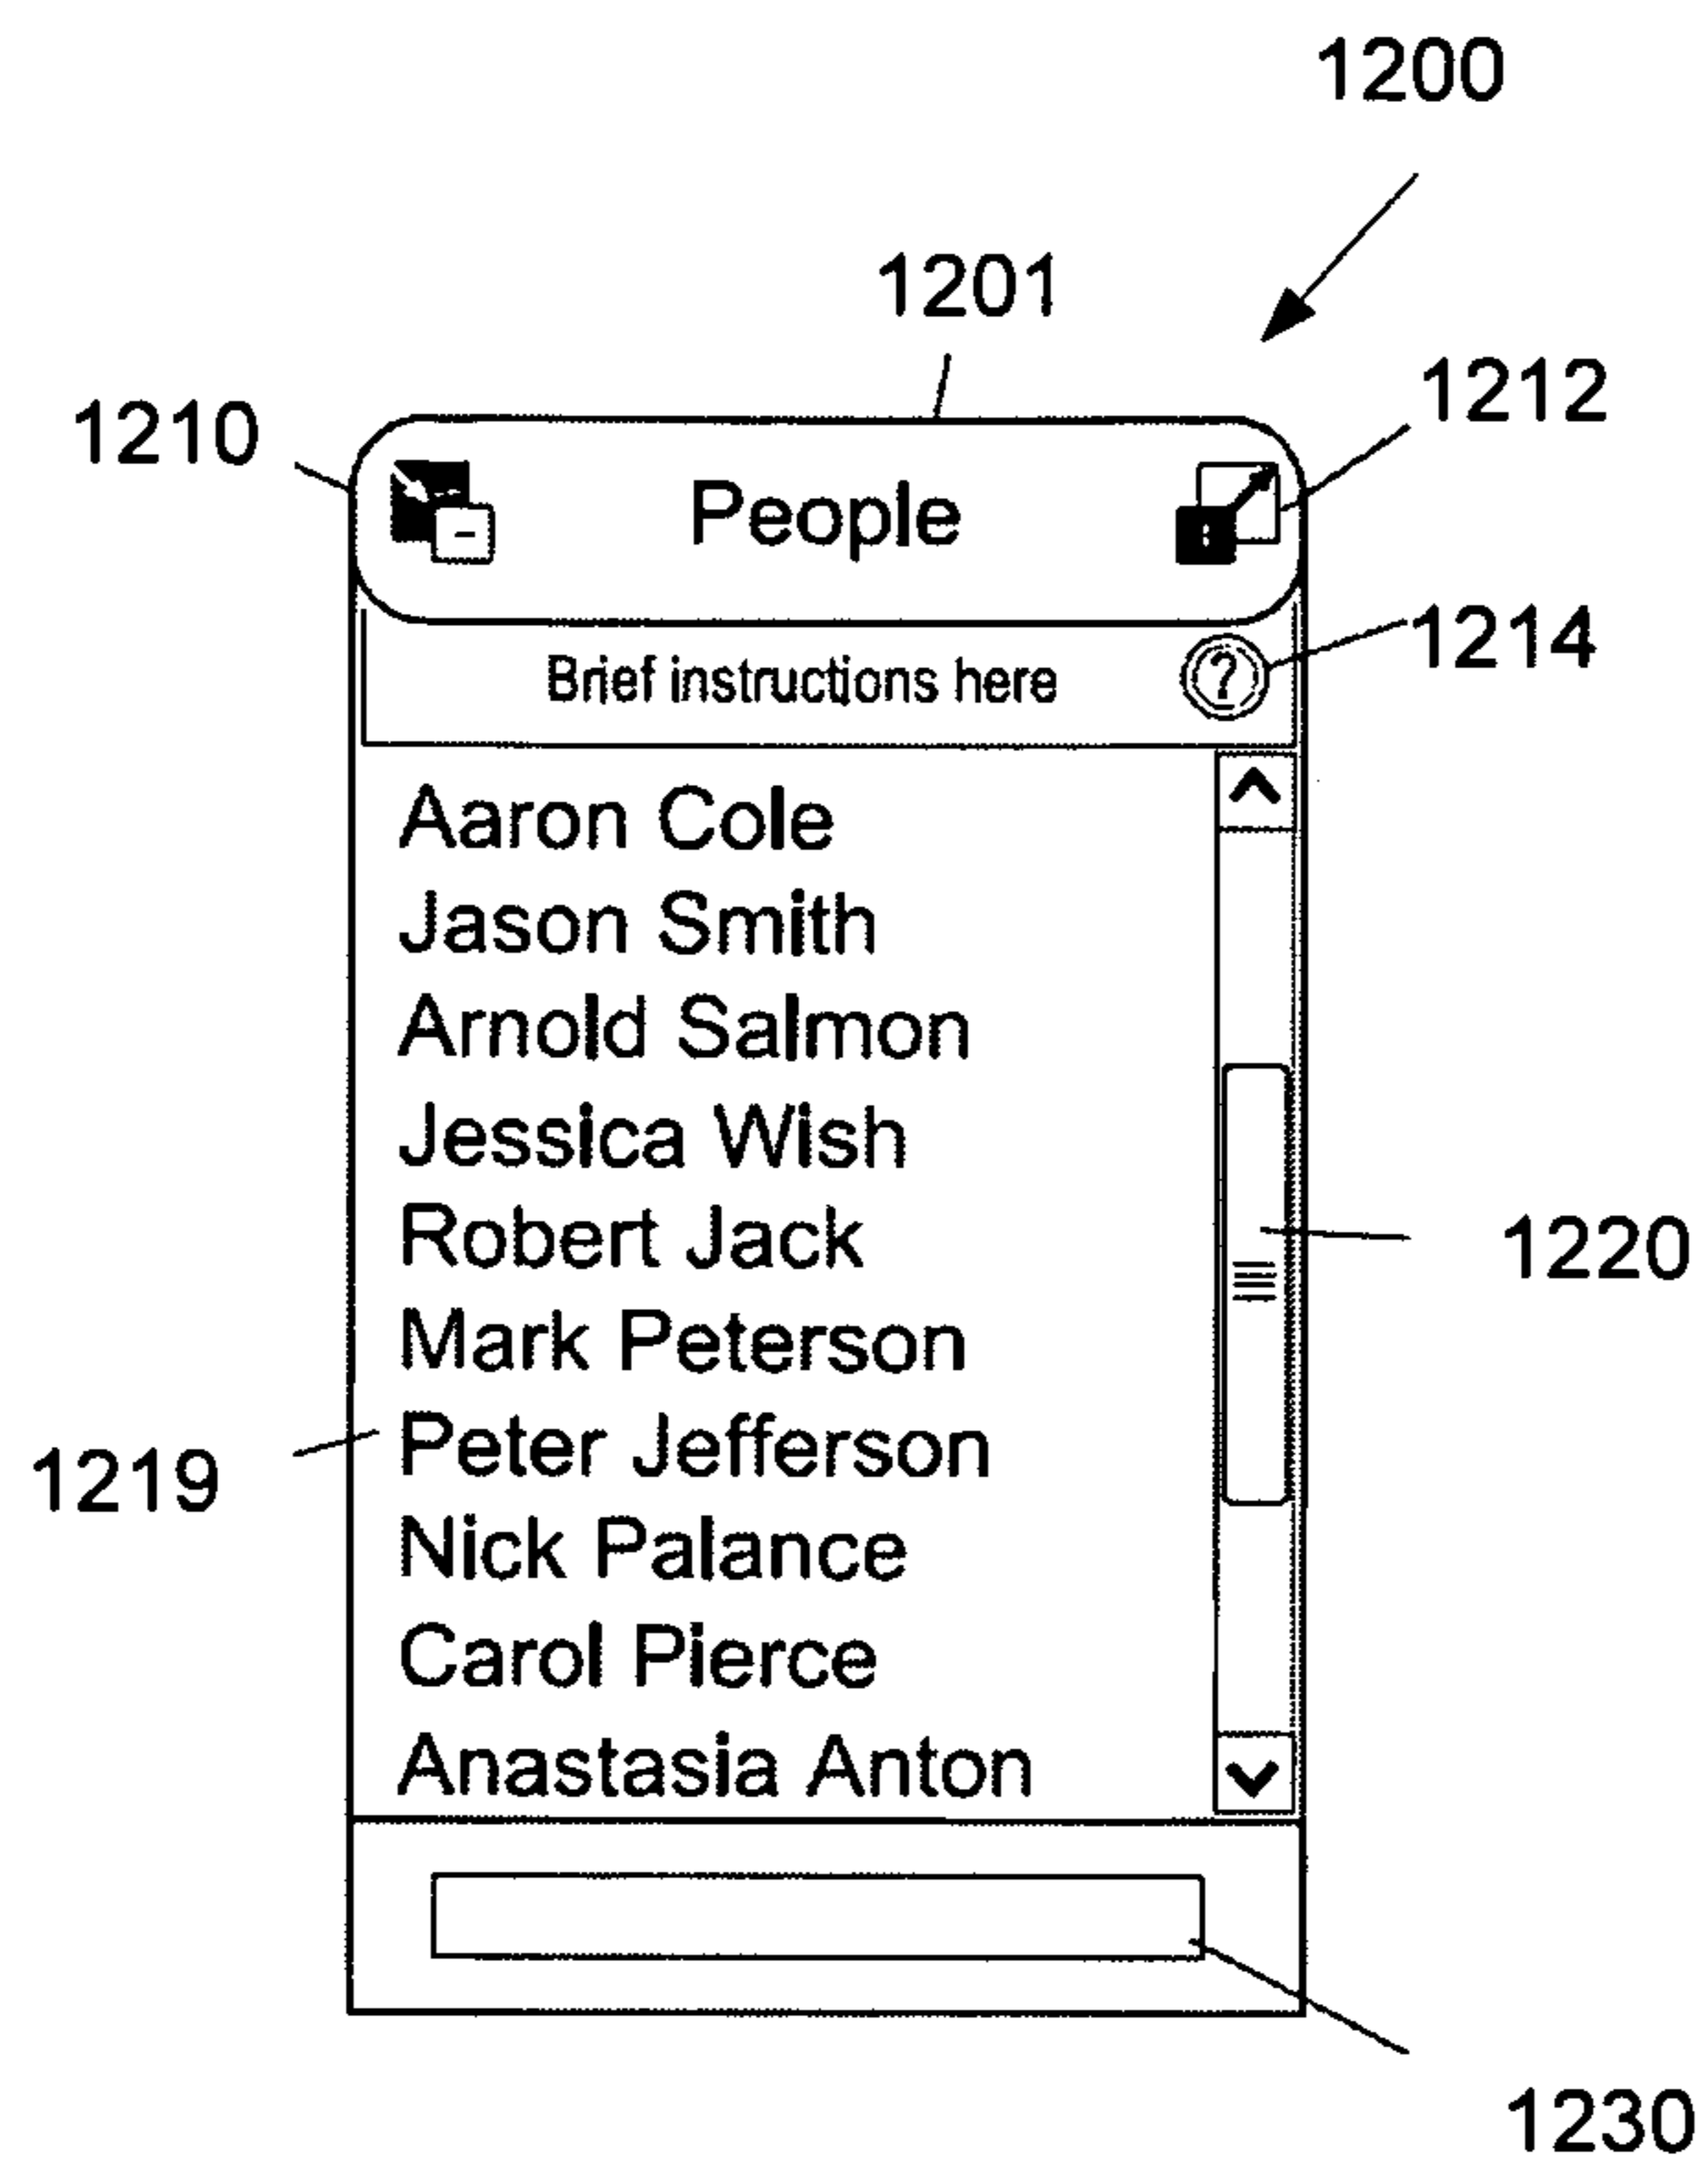 1200
1201
1212
1210
People
1214
Brief instructions here
?
Aaron Cole
Jason Smith
Arnold Salmon
Jessica Wish
Robert Jack
1220
Mark Peterson
Peter Jefferson
1219
Nick Palance
Carol Pierce
Anastasia Anton
1230